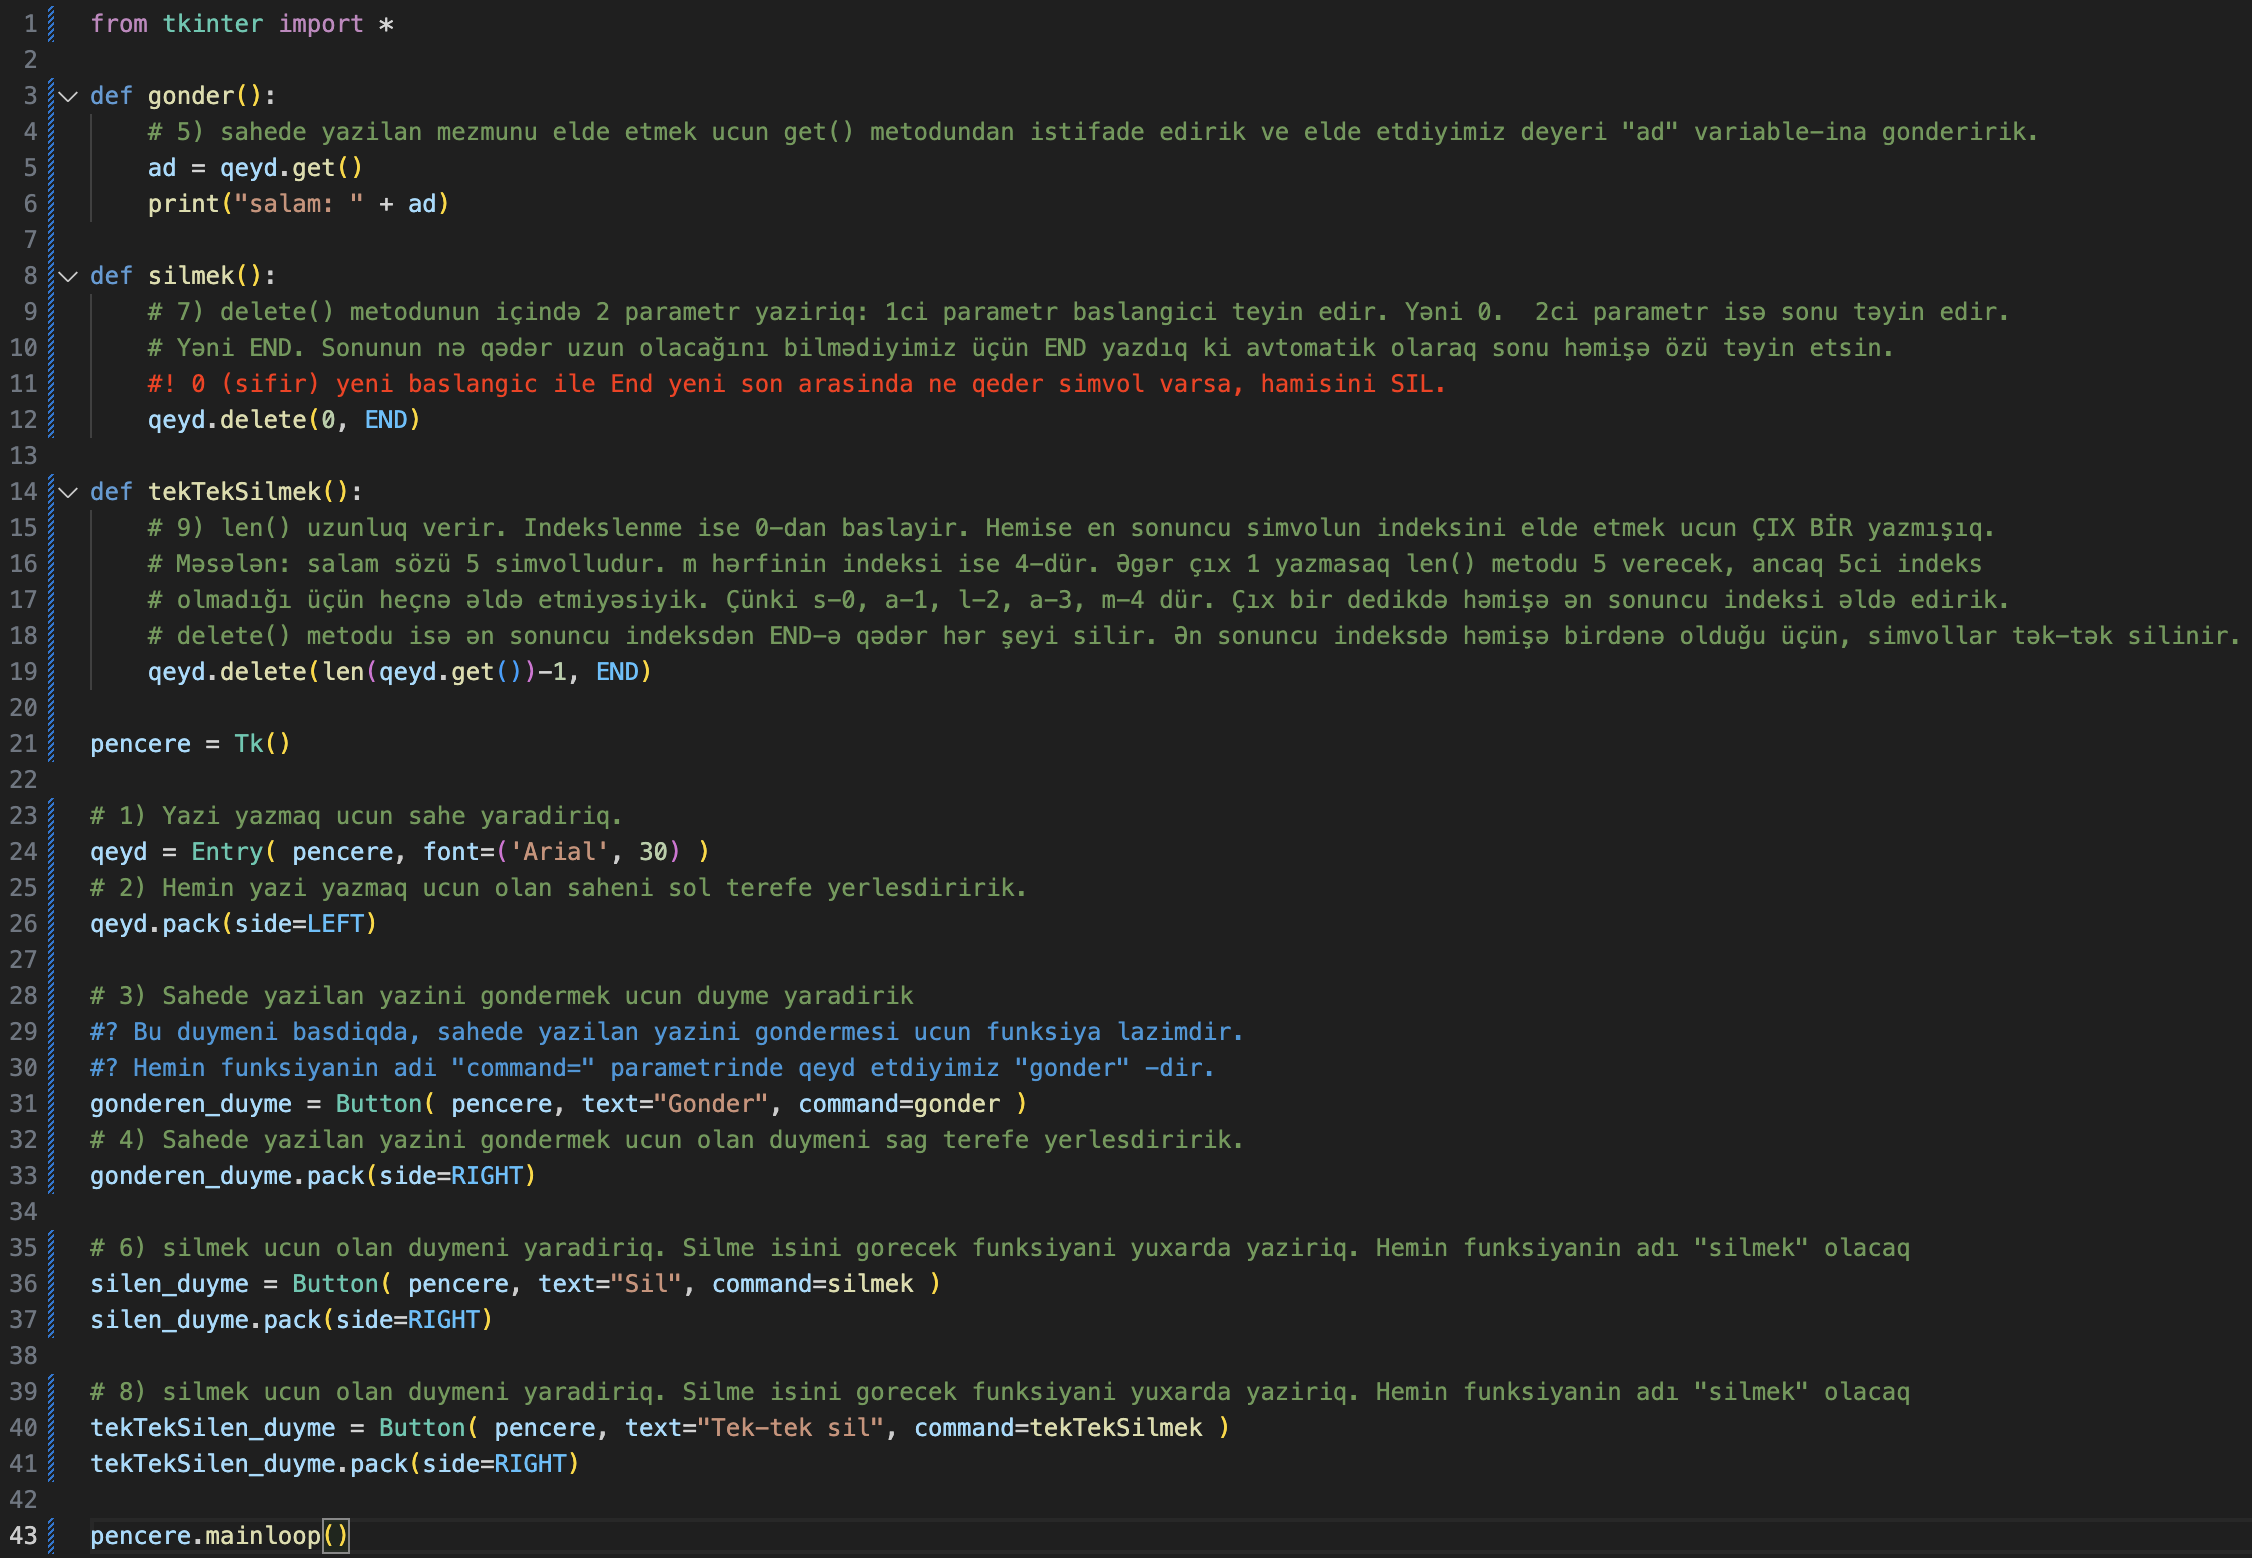 1 from tkinter import *
2
3 def gonder():
4 # 5) sahede yazilan mezmunu elde etmek ucun get() metodundan istifade edirik ve elde etdiyimiz deyeri "ad" variable-ina gonderirik.
5 ad = qeyd.get()
6 print("salam: " + ad)
7
8 def silmek():
9 # 7) delete() metodunun içində 2 parametr yaziriq: 1ci parametr baslangici teyin edir. Yəni 0.  2ci parametr isə sonu təyin edir.
10 # Yəni END. Sonunun nə qədər uzun olacağını bilmədiyimiz üçün END yazdıq ki avtomatik olaraq sonu həmişə özü təyin etsin.
11 #! 0 (sifir) yeni baslangic ile End yeni son arasinda ne qeder simvol varsa, hamisini SIL.
12 qeyd.delete(0, END)
13
14 def tekTekSilmek():
15 # 9) len() uzunluq verir. Indekslenme ise 0-dan baslayir. Hemise en sonuncu simvolun indeksini elde etmek ucun ÇIX BİR yazmışıq.
16 # Məsələn: salam sözü 5 simvolludur. m hərfinin indeksi ise 4-dür. Əgər çıx 1 yazmasaq len() metodu 5 verecek, ancaq 5ci indeks
17 # olmadığı üçün heçnə əldə etmiyəsiyik. Çünki s-0, a-1, l-2, a-3, m-4 dür. Çıx bir dedikdə həmişə ən sonuncu indeksi əldə edirik.
18 # delete() metodu isə ən sonuncu indeksdən END-ə qədər hər şeyi silir. Ən sonuncu indeksdə həmişə birdənə olduğu üçün, simvollar tək-tək silinir.
19 qeyd.delete(len(qeyd.get())-1, END)
20
21 pencere = Tk()
22
23 # 1) Yazi yazmaq ucun sahe yaradiriq.
24 qeyd = Entry( pencere, font=('Arial', 30) )
25 # 2) Hemin yazi yazmaq ucun olan saheni sol terefe yerlesdiririk.
26 qeyd.pack(side=LEFT)
27
28 # 3) Sahede yazilan yazini gondermek ucun duyme yaradirik
29 #? Bu duymeni basdiqda, sahede yazilan yazini gondermesi ucun funksiya lazimdir.
30 #? Hemin funksiyanin adi "command=" parametrinde qeyd etdiyimiz "gonder" -dir.
31 gonderen_duyme = Button( pencere, text="Gonder", command=gonder )
32 # 4) Sahede yazilan yazini gondermek ucun olan duymeni sag terefe yerlesdiririk.
33 gonderen_duyme.pack(side=RIGHT)
34
35 # 6) silmek ucun olan duymeni yaradiriq. Silme isini gorecek funksiyani yuxarda yaziriq. Hemin funksiyanin adı "silmek" olacaq
36 silen_duyme = Button( pencere, text="Sil", command=silmek )
37 silen_duyme.pack(side=RIGHT)
38
39 # 8) silmek ucun olan duymeni yaradiriq. Silme isini gorecek funksiyani yuxarda yaziriq. Hemin funksiyanin adı "silmek" olacaq
40 tekTekSilen_duyme = Button( pencere, text="Tek-tek sil", command=tekTekSilmek )
41 tekTekSilen_duyme.pack(side=RIGHT)
42
43 pencere.mainloop()